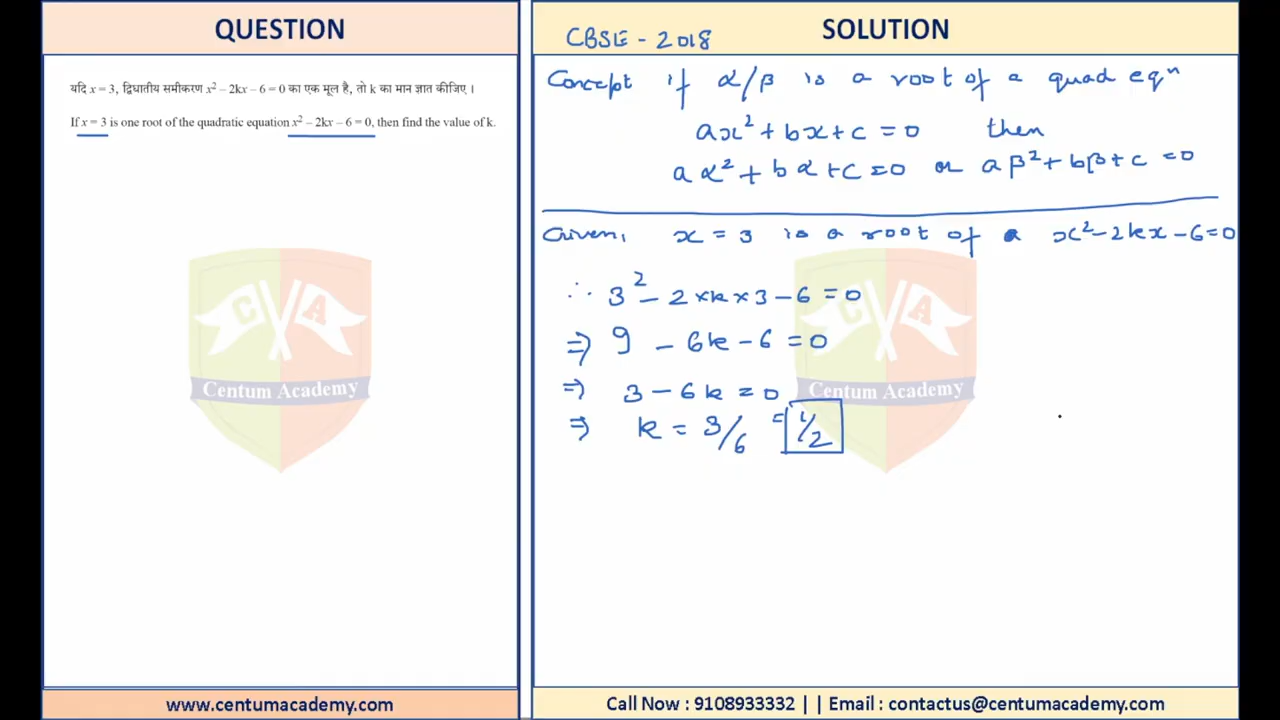 QUESTION
यदि x = 3, द्विघातीय समीकरण x² – 2kx – 6 = 0 का एक मूल है, तो k का मान ज्ञात कीजिए ।
If x = 3 is one root of the quadratic equation x² – 2kx – 6 = 0, then find the value of k.
C A
Centum Academy
www.centumacademy.com
CBSE - 2018
SOLUTION
Concept if α/β is a root of a quad eqⁿ
ax² + bx + c = 0 then
aα² + bα + c = 0 or aβ² + bβ + c = 0
Given, x = 3 is a root of a x² - 2kx - 6 = 0
∴ 3² - 2 × k × 3 - 6 = 0
⇒ 9 - 6k - 6 = 0
⇒ 3 - 6k = 0
⇒ k = 3/6 = 1/2
C A
Centum Academy
Call Now : 9108933332 | | Email : contactus@centumacademy.com